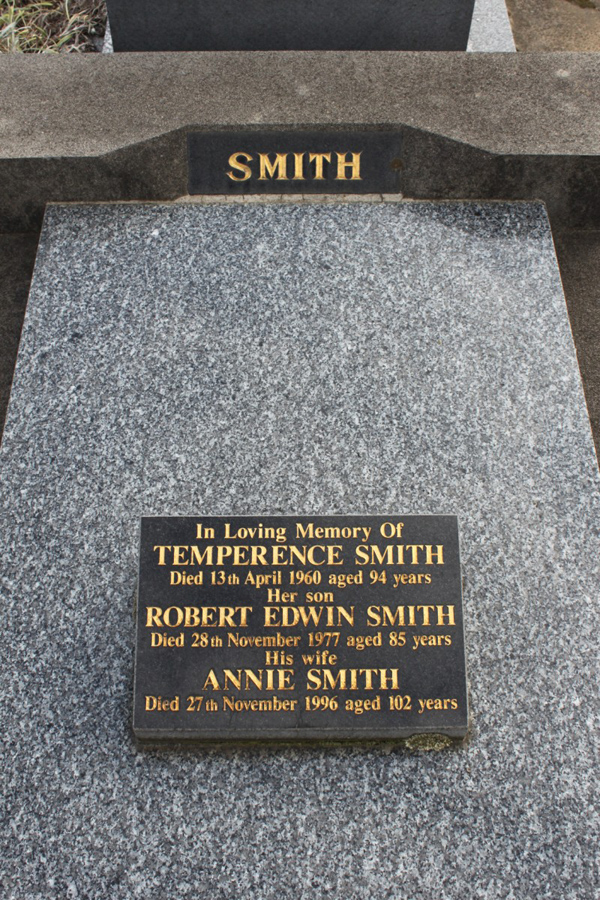 SMITH
In Loving Memory Of
TEMPERENCE SMITH
Died 13th April 1960 aged 94 years
Her son
ROBERT EDWIN SMITH
Died 28th November 1977 aged 85 years
His wife
ANNIE SMITH
Died 27th November 1996 aged 102 years